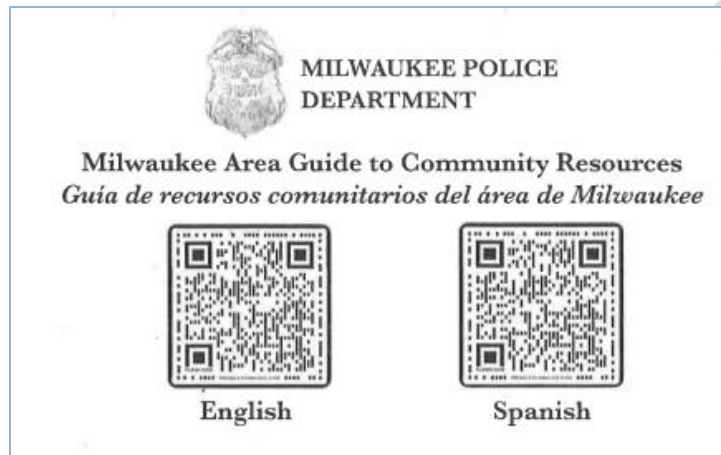 MILWAUKEE POLICE
DEPARTMENT
Milwaukee Area Guide to Community Resources
Guía de recursos comunitarios del área de Milwaukee
English
Spanish